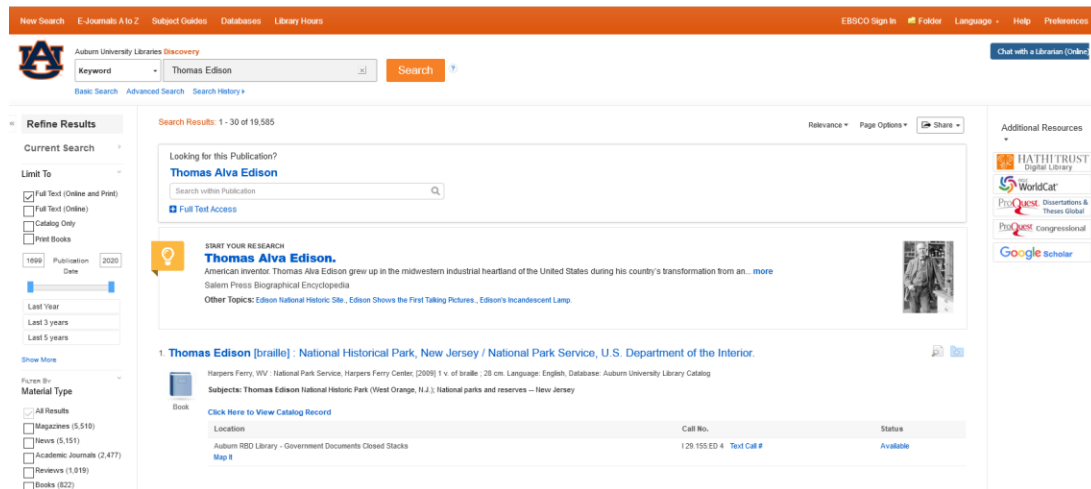 New Search E-Journals A to Z Subject Guides Databases Library Hours EBSCO Sign In Folder Language Help Preferences
Auburn University Libraries Discovery
Chat with a Librarian (Online)
Keyword Thomas Edison x Search ?
Basic Search Advanced Search Search History
« Refine Results
Current Search
Limit To
Full Text (Online and Print)
Full Text (Online)
Catalog Only
Print Books
1699 Publication Date 2020
Last Year
Last 3 years
Last 5 years
Show More
Filter By
Material Type
All Results
Magazines (5,510)
News (5,151)
Academic Journals (2,477)
Reviews (1,019)
Books (822)
Search Results: 1 - 30 of 19,585
Relevance Page Options Share
Looking for this Publication?
Thomas Alva Edison
Search within Publication
Full Text Access
START YOUR RESEARCH
Thomas Alva Edison.
American inventor. Thomas Alva Edison grew up in the midwestern industrial heartland of the United States during his country's transformation from an... more
Salem Press Biographical Encyclopedia
Other Topics: Edison National Historic Site., Edison Shows the First Talking Pictures., Edison's Incandescent Lamp.
1. Thomas Edison [braille] : National Historical Park, New Jersey / National Park Service, U.S. Department of the Interior.
Harpers Ferry, WV : National Park Service, Harpers Ferry Center, [2009] 1 v. of braille ; 28 cm. Language: English, Database: Auburn University Library Catalog
Subjects: Thomas Edison National Historic Park (West Orange, N.J.); National parks and reserves -- New Jersey
Book
Click Here to View Catalog Record
Location Call No. Status
Auburn RBD Library - Government Documents Closed Stacks I 29.155:ED 4 Text Call # Available
Map It
Additional Resources
HATHITRUST
Digital Library
WorldCat
ProQuest Dissertations & Theses Global
ProQuest Congressional
Google Scholar